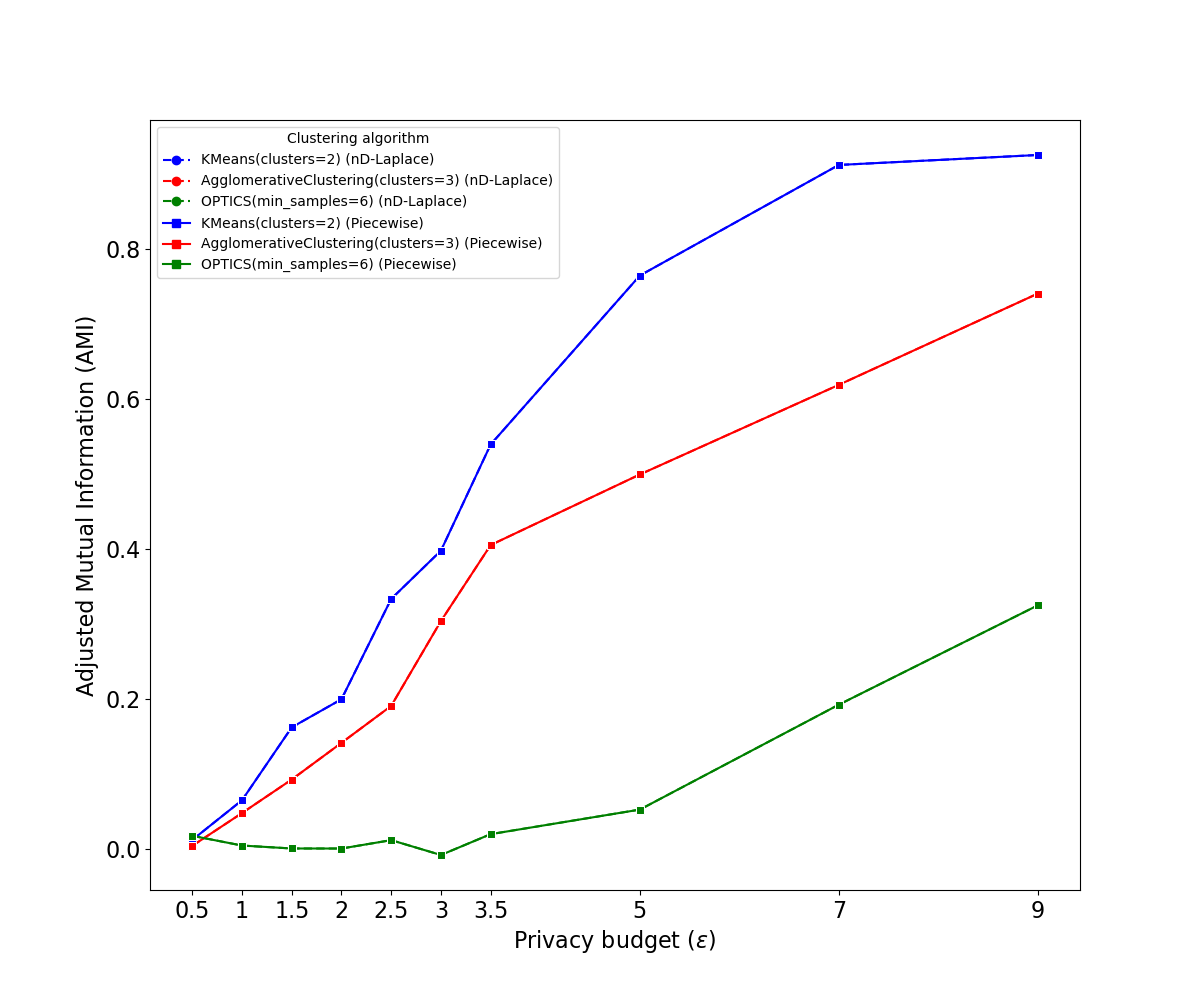 Clustering algorithm
KMeans(clusters=2) (nD-Laplace)
AgglomerativeClustering(clusters=3) (nD-Laplace)
OPTICS(min_samples=6) (nD-Laplace)
KMeans(clusters=2) (Piecewise)
AgglomerativeClustering(clusters=3) (Piecewise)
OPTICS(min_samples=6) (Piecewise)
Adjusted Mutual Information (AMI)
0.8
0.6
0.4
0.2
0.0
0.5 1 1.5 2 2.5 3 3.5 5 7 9
Privacy budget (ε)